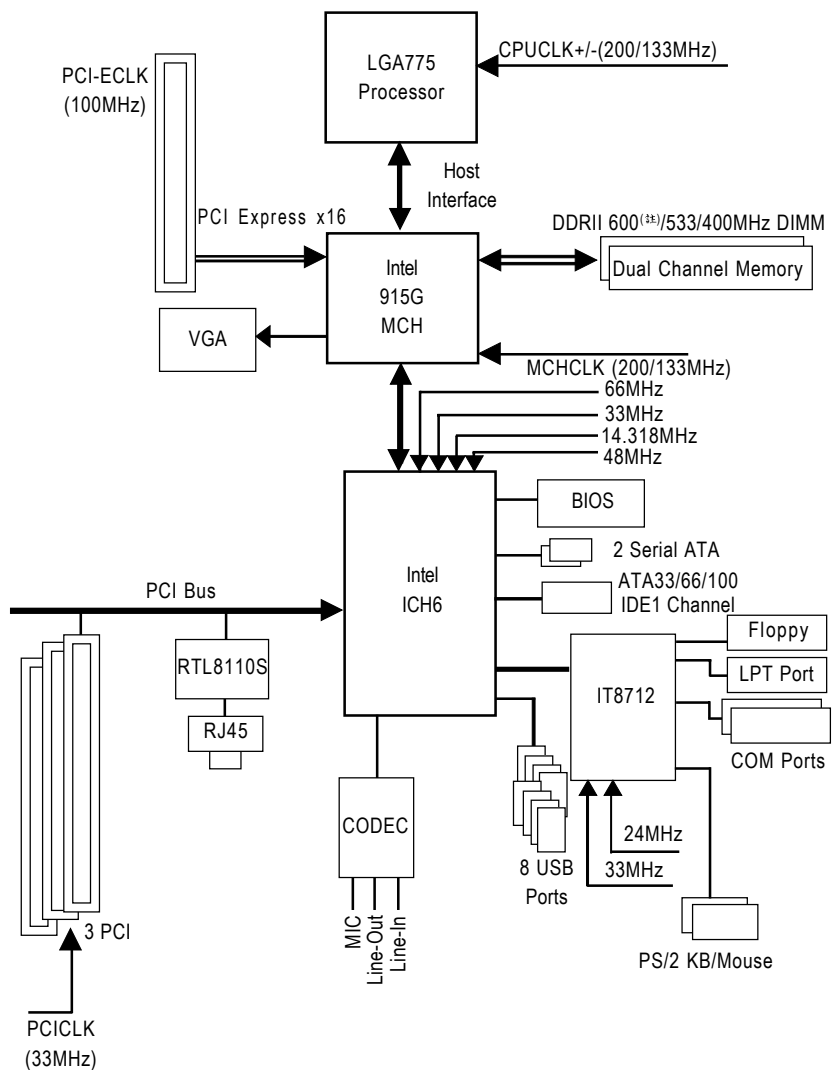 PCI-ECLK
(100MHz)
LGA775
Processor
CPUCLK+/-(200/133MHz)
Host
Interface
PCI Express x16
Intel
915G
MCH
DDRII 600(註)/533/400MHz DIMM
Dual Channel Memory
VGA
MCHCLK (200/133MHz)
66MHz
33MHz
14.318MHz
48MHz
Intel
ICH6
BIOS
2 Serial ATA
ATA33/66/100
IDE1 Channel
PCI Bus
RTL8110S
RJ45
IT8712
Floppy
LPT Port
COM Ports
CODEC
MIC
Line-Out
Line-In
8 USB
Ports
24MHz
33MHz
PS/2 KB/Mouse
3 PCI
PCICLK
(33MHz)